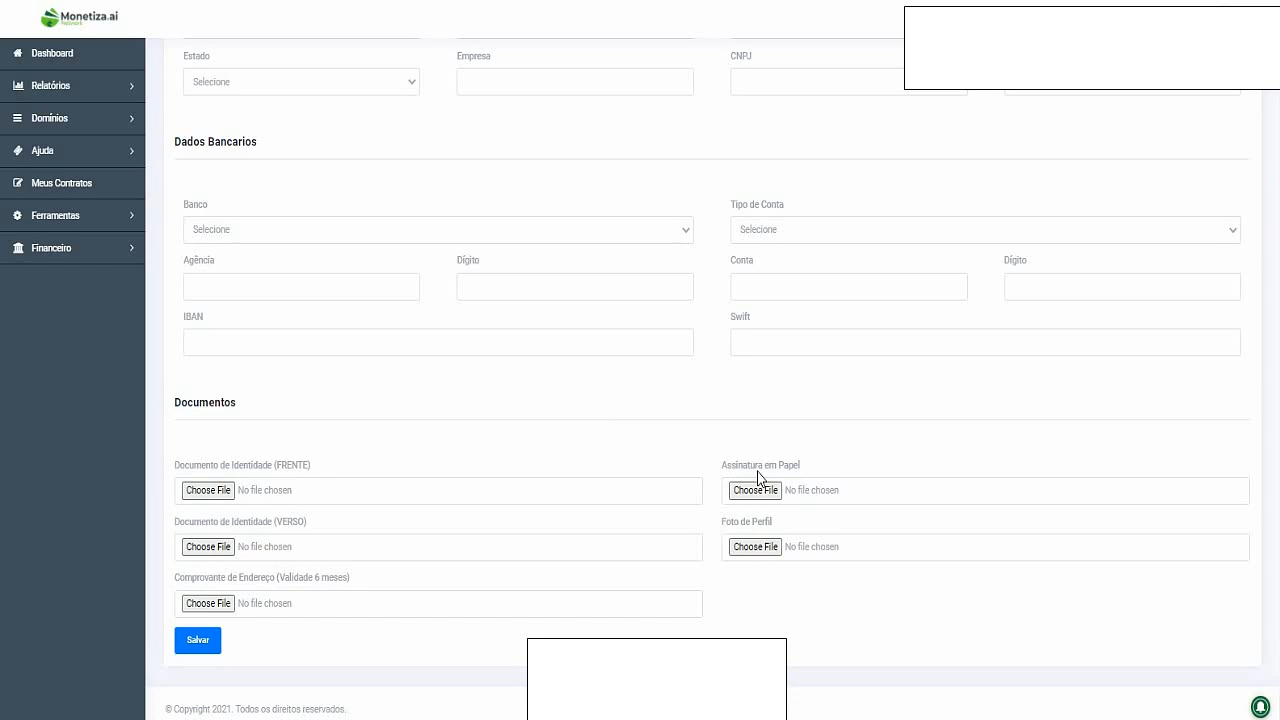 Monetiza.ai
Network
Dashboard
Relatórios
Domínios
Ajuda
Meus Contratos
Ferramentas
Financeiro
Estado
Empresa
CNPJ
Selecione
Dados Bancarios
Banco
Tipo de Conta
Selecione
Selecione
Agência
Dígito
Conta
Dígito
IBAN
Swift
Documentos
Documento de Identidade (FRENTE)
Assinatura em Papel
Choose File No file chosen
Choose File No file chosen
Documento de Identidade (VERSO)
Foto de Perfil
Choose File No file chosen
Choose File No file chosen
Comprovante de Endereço (Validade 6 meses)
Choose File No file chosen
Salvar
© Copyright 2021. Todos os direitos reservados.